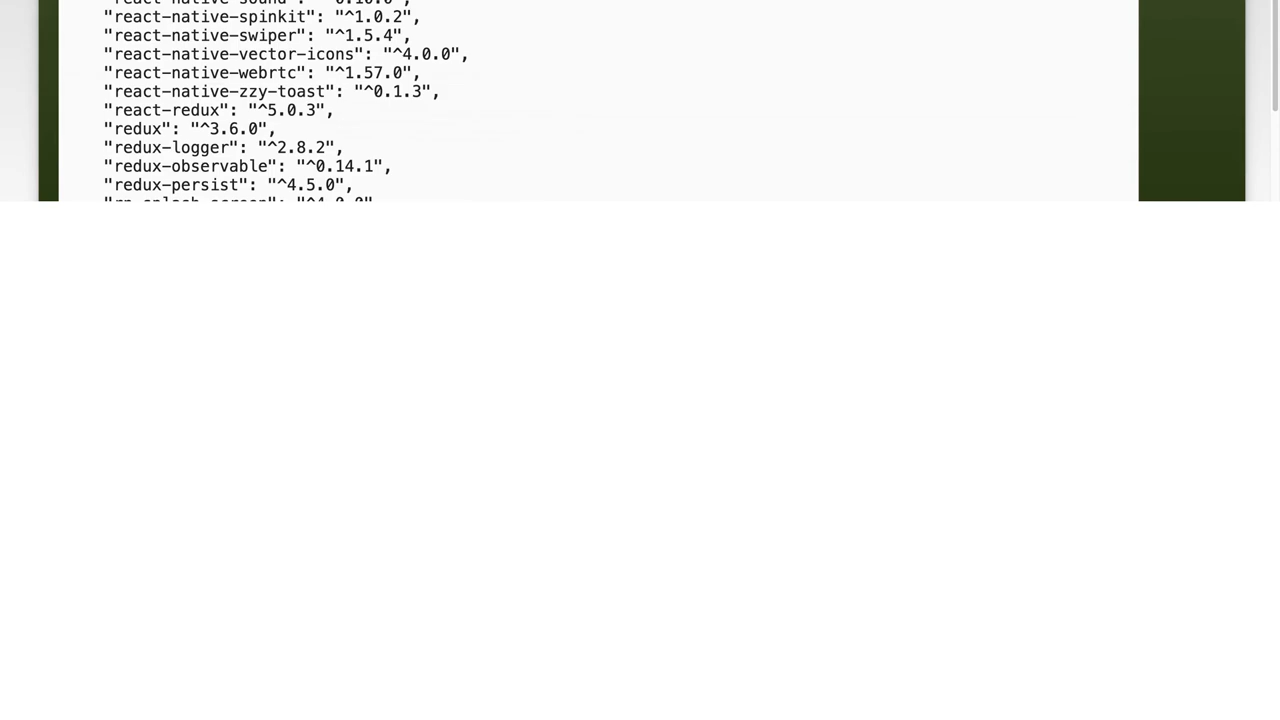 "react-native-spinkit": "^1.0.2",
"react-native-swiper": "^1.5.4",
"react-native-vector-icons": "^4.0.0",
"react-native-webrtc": "^1.57.0",
"react-native-zzy-toast": "^0.1.3",
"react-redux": "^5.0.3",
"redux": "^3.6.0",
"redux-logger": "^2.8.2",
"redux-observable": "^0.14.1",
"redux-persist": "^4.5.0",